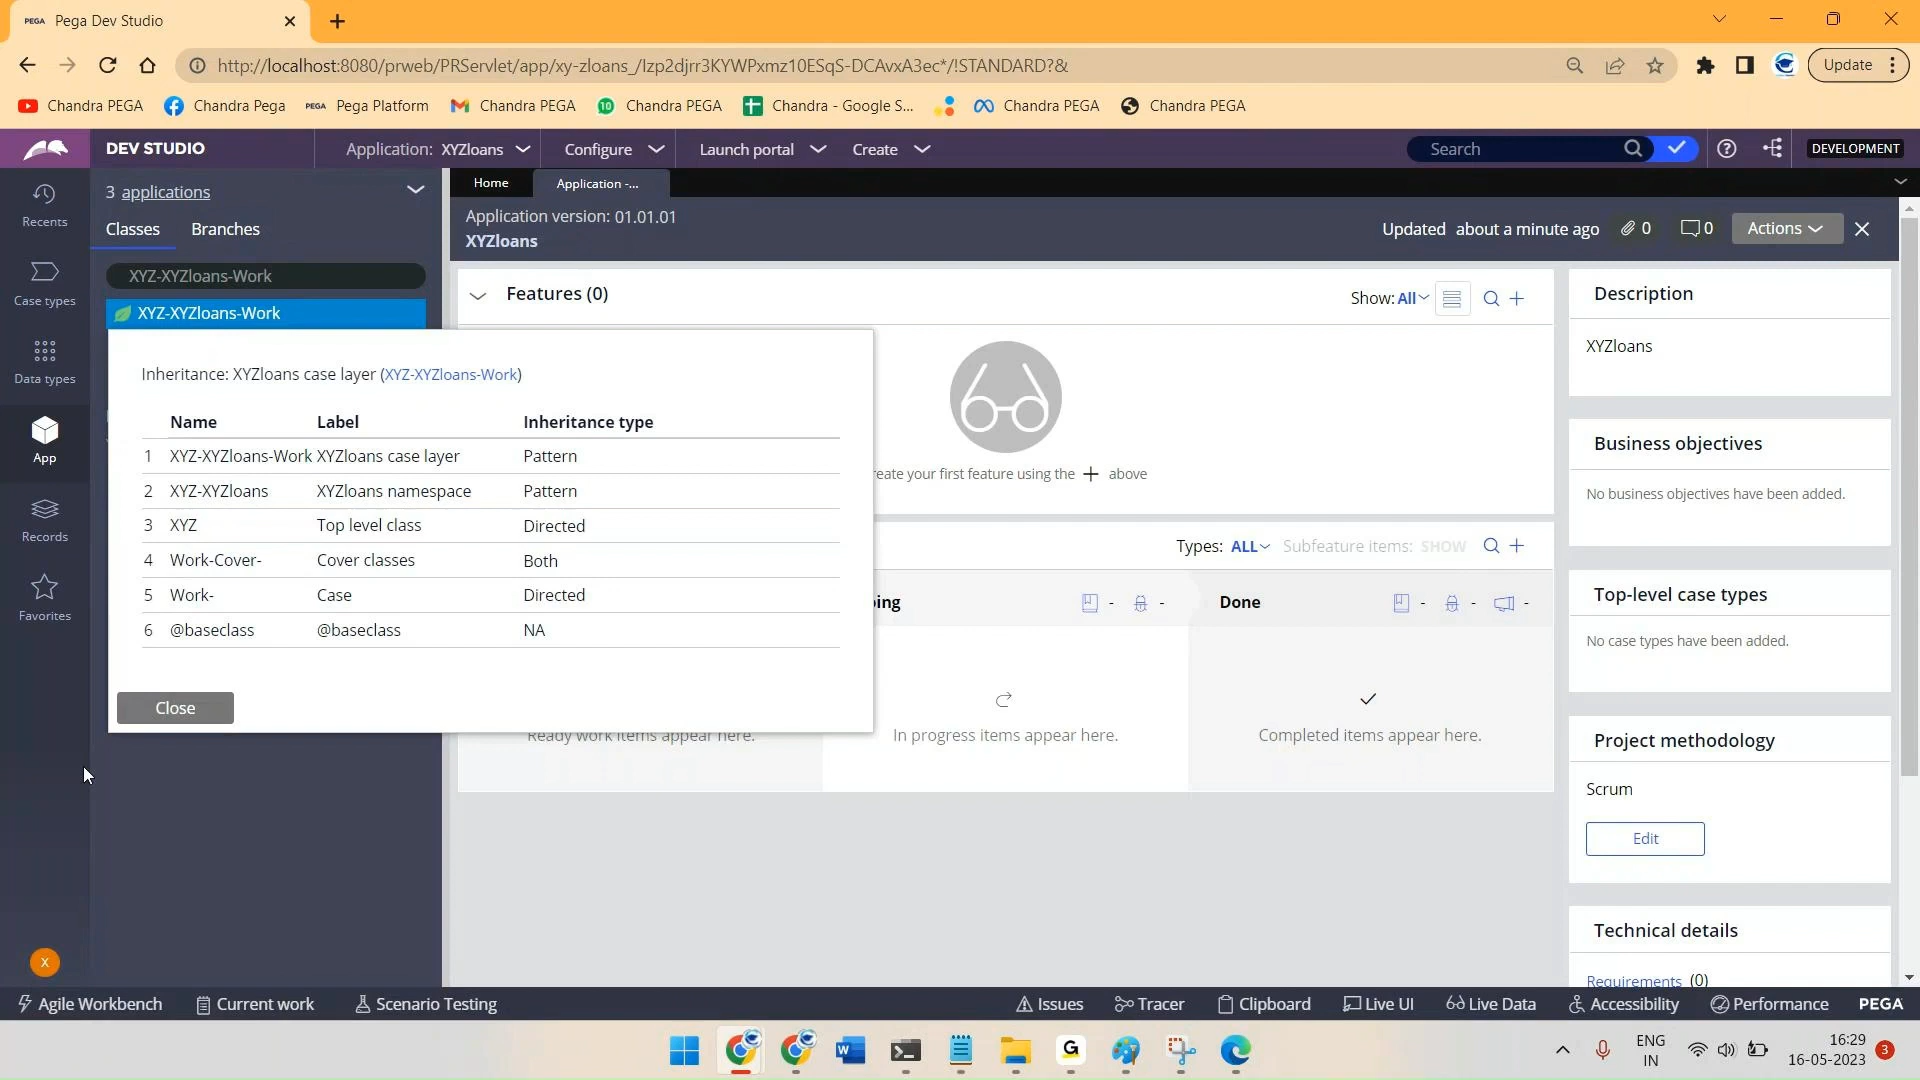 PEGA Pega Dev Studio
http://localhost:8080/prweb/PRServlet/app/xy-zloans_/Izp2djrr3KYWPxmz10ESqS-DCAvxA3ec*/!STANDARD?&
Update
Chandra PEGA Chandra Pega PEGA Pega Platform Chandra PEGA 10 Chandra PEGA Chandra - Google S... Chandra PEGA Chandra PEGA
DEV STUDIO Application: XYZloans Configure Launch portal Create Search DEVELOPMENT
Recents
Case types
Data types
App
Records
Favorites
X
3 applications
Classes Branches
XYZ-XYZloans-Work
XYZ-XYZloans-Work
Home Application -...
Application version: 01.01.01
XYZloans
Updated about a minute ago 0 0 Actions
Inheritance: XYZloans case layer (XYZ-XYZloans-Work)
Name Label Inheritance type
1 XYZ-XYZloans-Work XYZloans case layer Pattern
2 XYZ-XYZloans XYZloans namespace Pattern
3 XYZ Top level class Directed
4 Work-Cover- Cover classes Both
5 Work- Case Directed
6 @baseclass @baseclass NA
Close
Features (0)
Show: All
reate your first feature using the + above
Types: ALL Subfeature items: SHOW
ing - - Done - - -
Ready work items appear here. In progress items appear here. Completed items appear here.
Description
XYZloans
Business objectives
No business objectives have been added.
Top-level case types
No case types have been added.
Project methodology
Scrum
Edit
Technical details
Requirements (0)
Agile Workbench Current work Scenario Testing Issues Tracer Clipboard Live UI Live Data Accessibility Performance PEGA
ENG
IN
16:29
16-05-2023
3